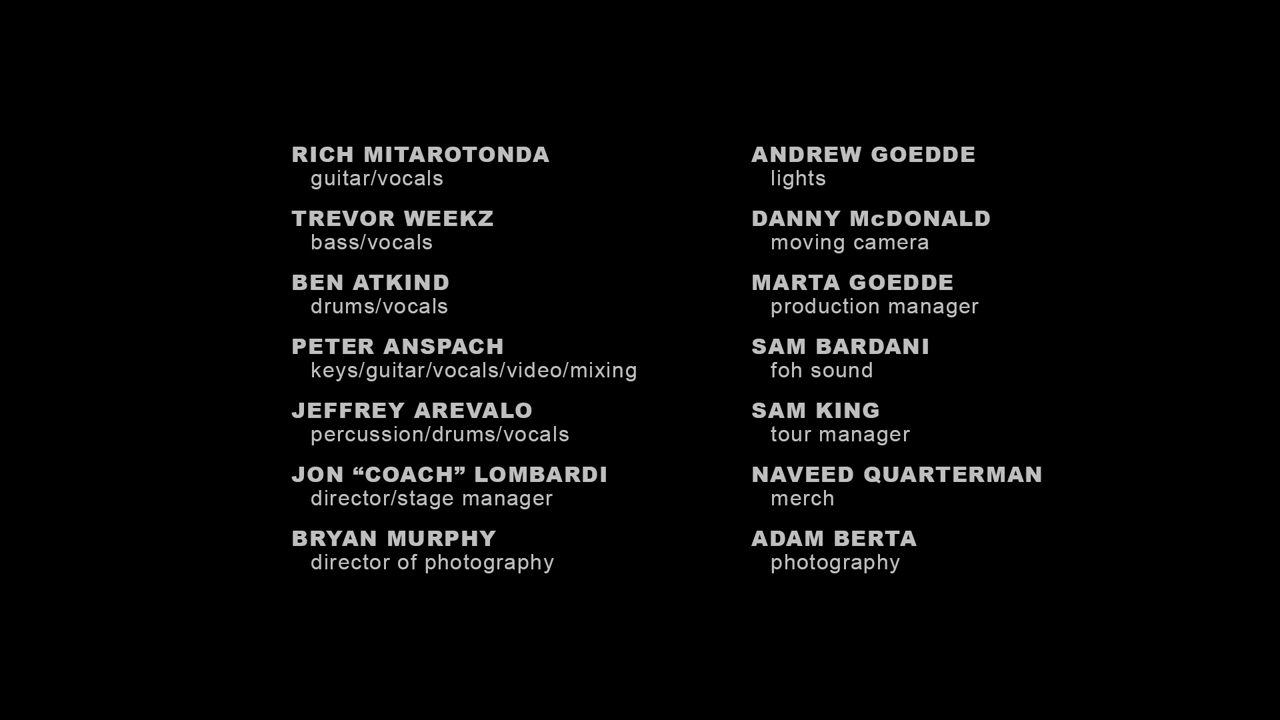 RICH MITAROTONDA
guitar/vocals
TREVOR WEEKZ
bass/vocals
BEN ATKIND
drums/vocals
PETER ANSPACH
keys/guitar/vocals/video/mixing
JEFFREY AREVALO
percussion/drums/vocals
JON “COACH” LOMBARDI
director/stage manager
BRYAN MURPHY
director of photography
ANDREW GOEDDE
lights
DANNY McDONALD
moving camera
MARTA GOEDDE
production manager
SAM BARDANI
foh sound
SAM KING
tour manager
NAVEED QUARTERMAN
merch
ADAM BERTA
photography